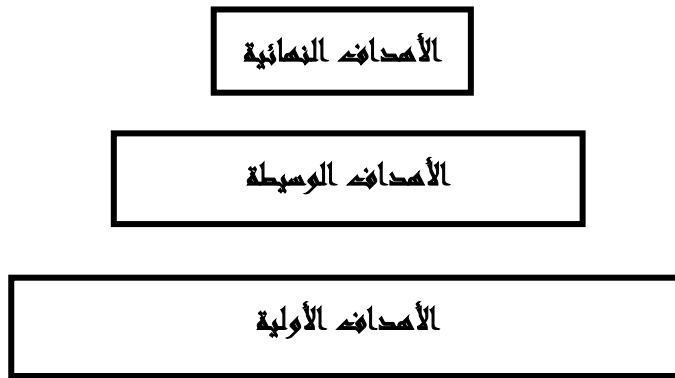 الأهداف النهائية
الأهداف الوسيطة
الأهداف الأولية